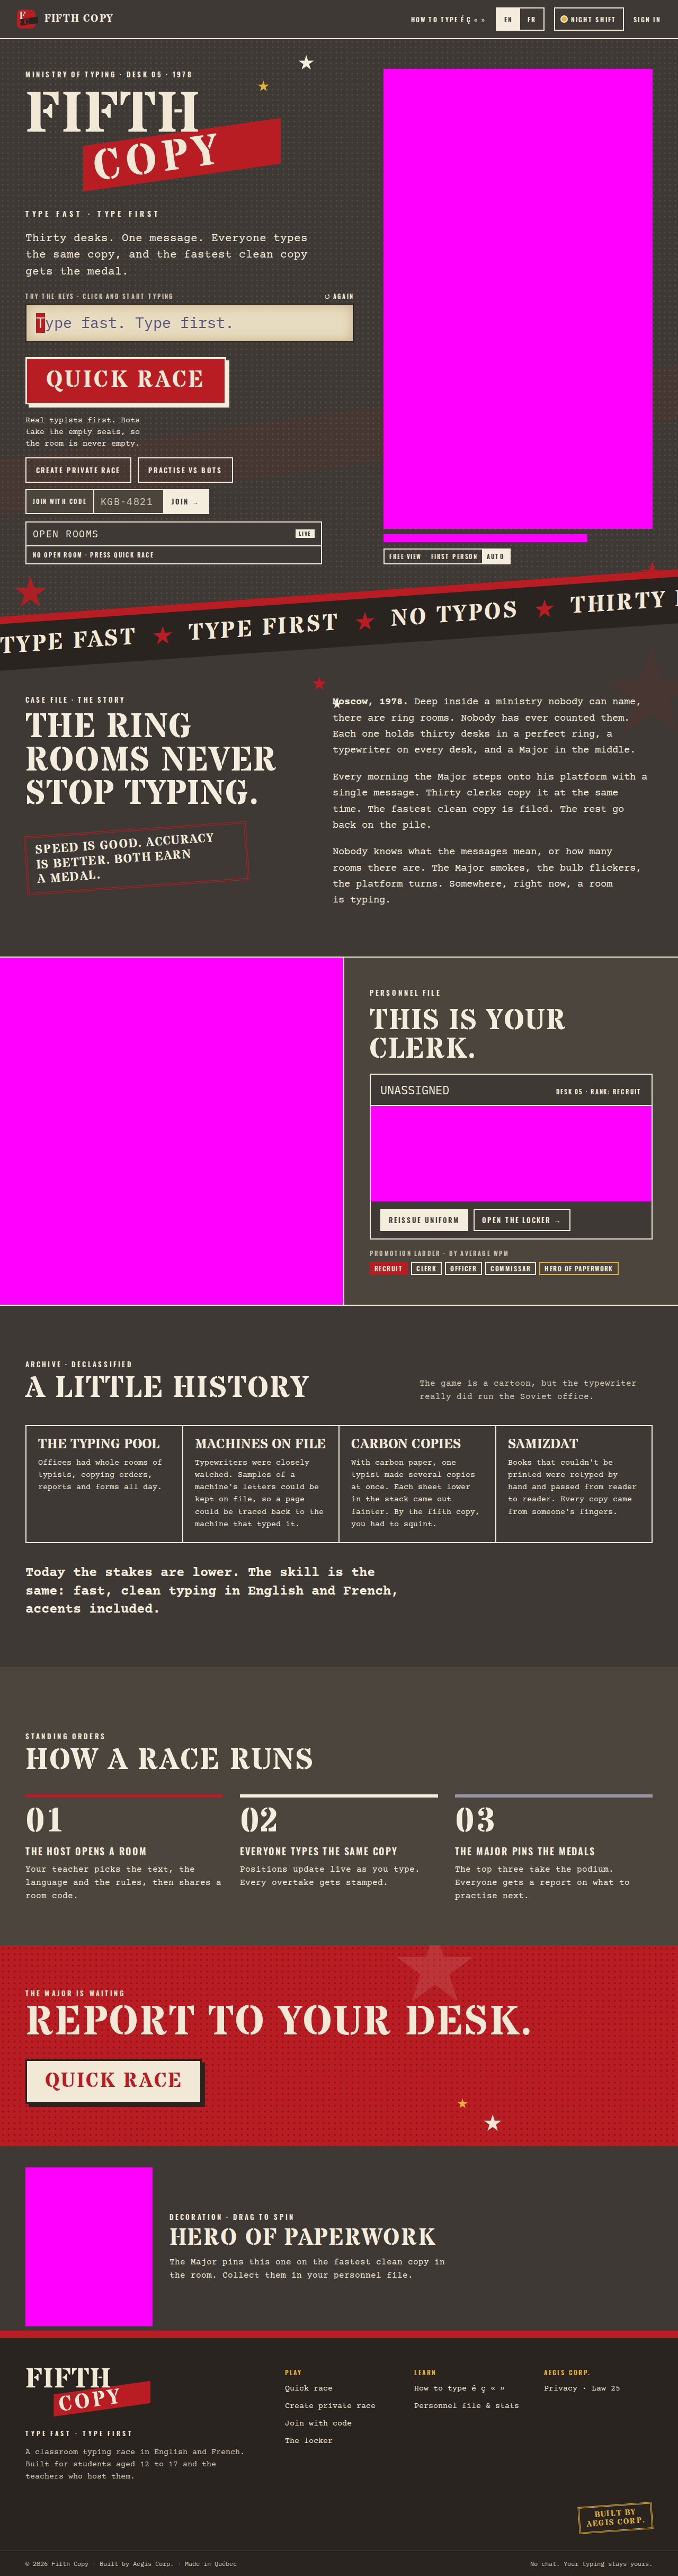 FIFTH COPY
HOW TO TYPE É Ç « »
EN FR
NIGHT SHIFT
SIGN IN
MINISTRY OF TYPING · DESK 05 · 1978
FIFTH
COPY
TYPE FAST · TYPE FIRST
Thirty desks. One message. Everyone types
the same copy, and the fastest clean copy
gets the medal.
TRY THE KEYS · CLICK AND START TYPING
↺ AGAIN
Type fast. Type first.
QUICK RACE
Real typists first. Bots
take the empty seats, so
the room is never empty.
CREATE PRIVATE RACE
PRACTISE VS BOTS
JOIN WITH CODE
KGB-4821
JOIN →
OPEN ROOMS
LIVE
NO OPEN ROOM · PRESS QUICK RACE
FREE VIEW FIRST PERSON AUTO
TYPE FAST ★ TYPE FIRST ★ NO TYPOS ★ THIRTY
CASE FILE · THE STORY
THE RING
ROOMS NEVER
STOP TYPING.
SPEED IS GOOD. ACCURACY
IS BETTER. BOTH EARN
A MEDAL.
Moscow, 1978. Deep inside a ministry nobody can name,
there are ring rooms. Nobody has ever counted them.
Each one holds thirty desks in a perfect ring, a
typewriter on every desk, and a Major in the middle.
Every morning the Major steps onto his platform with a
single message. Thirty clerks copy it at the same
time. The fastest clean copy is filed. The rest go
back on the pile.
Nobody knows what the messages mean, or how many
rooms there are. The Major smokes, the bulb flickers,
the platform turns. Somewhere, right now, a room
is typing.
PERSONNEL FILE
THIS IS YOUR
CLERK.
UNASSIGNED
DESK 05 · RANK: RECRUIT
REISSUE UNIFORM
OPEN THE LOCKER →
PROMOTION LADDER · BY AVERAGE WPM
RECRUIT CLERK OFFICER COMMISSAR HERO OF PAPERWORK
ARCHIVE · DECLASSIFIED
A LITTLE HISTORY
The game is a cartoon, but the typewriter
really did run the Soviet office.
THE TYPING POOL
Offices had whole rooms of
typists, copying orders,
reports and forms all day.
MACHINES ON FILE
Typewriters were closely
watched. Samples of a
machine's letters could be
kept on file, so a page
could be traced back to the
machine that typed it.
CARBON COPIES
With carbon paper, one
typist made several copies
at once. Each sheet lower
in the stack came out
fainter. By the fifth copy,
you had to squint.
SAMIZDAT
Books that couldn't be
printed were retyped by
hand and passed from reader
to reader. Every copy came
from someone's fingers.
Today the stakes are lower. The skill is the
same: fast, clean typing in English and French,
accents included.
STANDING ORDERS
HOW A RACE RUNS
01
THE HOST OPENS A ROOM
Your teacher picks the text, the
language and the rules, then shares a
room code.
02
EVERYONE TYPES THE SAME COPY
Positions update live as you type.
Every overtake gets stamped.
03
THE MAJOR PINS THE MEDALS
The top three take the podium.
Everyone gets a report on what to
practise next.
THE MAJOR IS WAITING
REPORT TO YOUR DESK.
QUICK RACE
DECORATION · DRAG TO SPIN
HERO OF PAPERWORK
The Major pins this one on the fastest clean copy in
the room. Collect them in your personnel file.
FIFTH
COPY
TYPE FAST · TYPE FIRST
A classroom typing race in English and French.
Built for students aged 12 to 17 and the
teachers who host them.
PLAY
Quick race
Create private race
Join with code
The locker
LEARN
How to type é ç « »
Personnel file & stats
AEGIS CORP.
Privacy · Law 25
BUILT BY
AEGIS CORP.
© 2026 Fifth Copy · Built by Aegis Corp. · Made in Québec
No chat. Your typing stays yours.